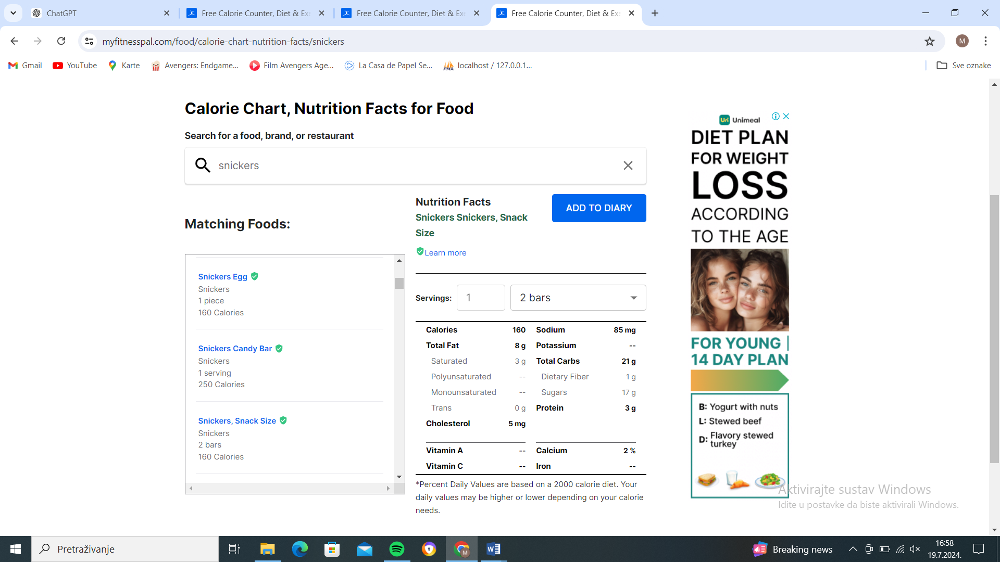 ChatGPT
Free Calorie Counter, Diet & Exe
Free Calorie Counter, Diet & Exe
Free Calorie Counter, Diet & Exe
myfitnesspal.com/food/calorie-chart-nutrition-facts/snickers
M
Gmail
YouTube
Karte
Avengers: Endgame...
Film Avengers Age...
La Casa de Papel Se...
PMA
localhost / 127.0.0.1...
Sve oznake
Calorie Chart, Nutrition Facts for Food
Search for a food, brand, or restaurant
snickers
Matching Foods:
Snickers Egg
Snickers
1 piece
160 Calories
Snickers Candy Bar
Snickers
1 serving
250 Calories
Snickers, Snack Size
Snickers
2 bars
160 Calories
Nutrition Facts
Snickers Snickers, Snack
Size
ADD TO DIARY
Learn more
Servings: 1 2 bars
Calories 160 Sodium 85 mg
Total Fat 8 g Potassium --
Saturated 3 g Total Carbs 21 g
Polyunsaturated -- Dietary Fiber 1 g
Monounsaturated -- Sugars 17 g
Trans 0 g Protein 3 g
Cholesterol 5 mg
Vitamin A -- Calcium 2 %
Vitamin C -- Iron --
*Percent Daily Values are based on a 2000 calorie diet. Your
daily values may be higher or lower depending on your calorie
needs.
Un Unimeal
DIET PLAN
FOR WEIGHT
LOSS
ACCORDING
TO THE AGE
FOR YOUNG |
14 DAY PLAN
B: Yogurt with nuts
L: Stewed beef
D: Flavory stewed
turkey
Aktivirajte sustav Windows
Idite u postavke da biste aktivirali Windows.
Pretraživanje
M
W
Breaking news
16:58
19.7.2024.